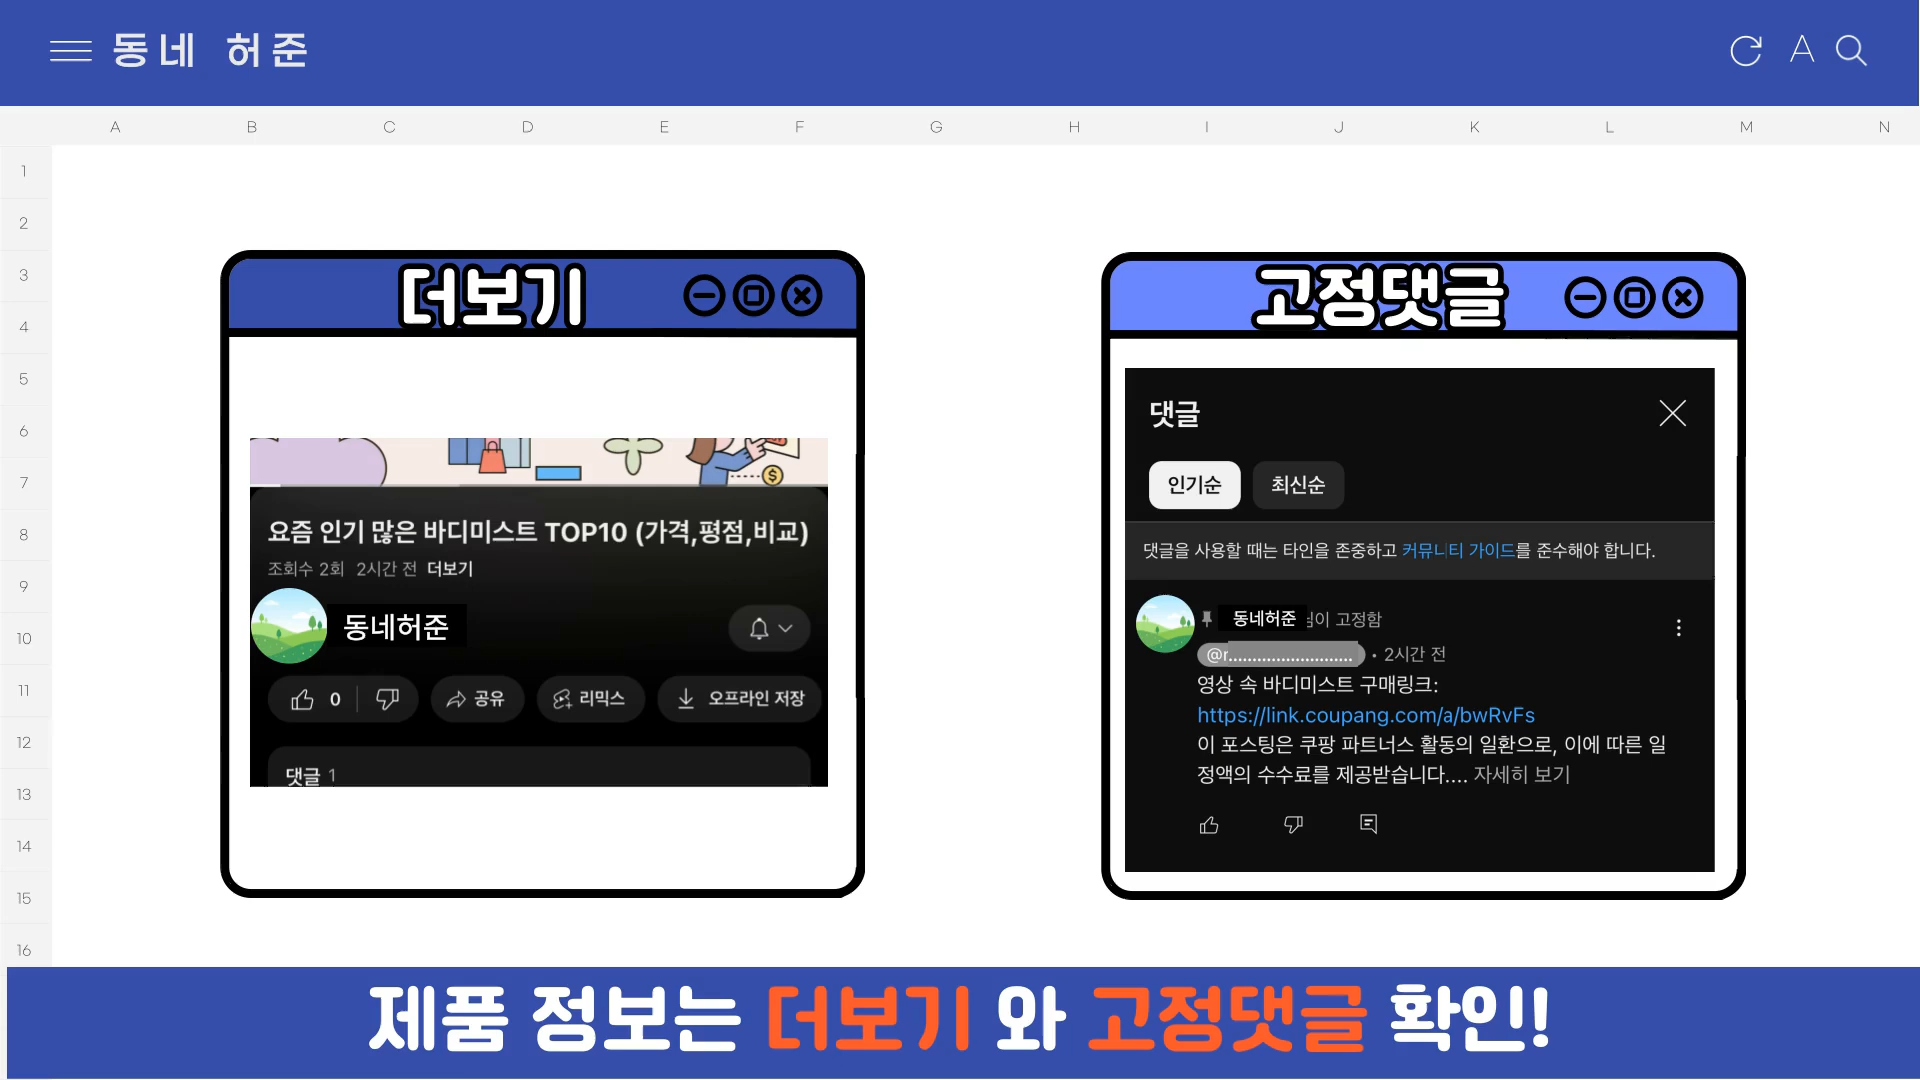 동네 허준
A
A B C D E F G H I J K L M N
1
2
3
4
5
6
7
8
9
10
11
12
13
14
15
16
더보기
요즘 인기 많은 바디미스트 TOP10 (가격,평점,비교)
조회수 2회 2시간 전 더보기
동네허준
0 공유 리믹스 오프라인 저장
댓글 1
고정댓글
댓글
인기순 최신순
댓글을 사용할 때는 타인을 존중하고 커뮤니티 가이드를 준수해야 합니다.
동네허준 님이 고정함
@r.......................... • 2시간 전
영상 속 바디미스트 구매링크:
https://link.coupang.com/a/bwRvFs
이 포스팅은 쿠팡 파트너스 활동의 일환으로, 이에 따른 일
정액의 수수료를 제공받습니다.... 자세히 보기
제품 정보는 더보기 와 고정댓글 확인!